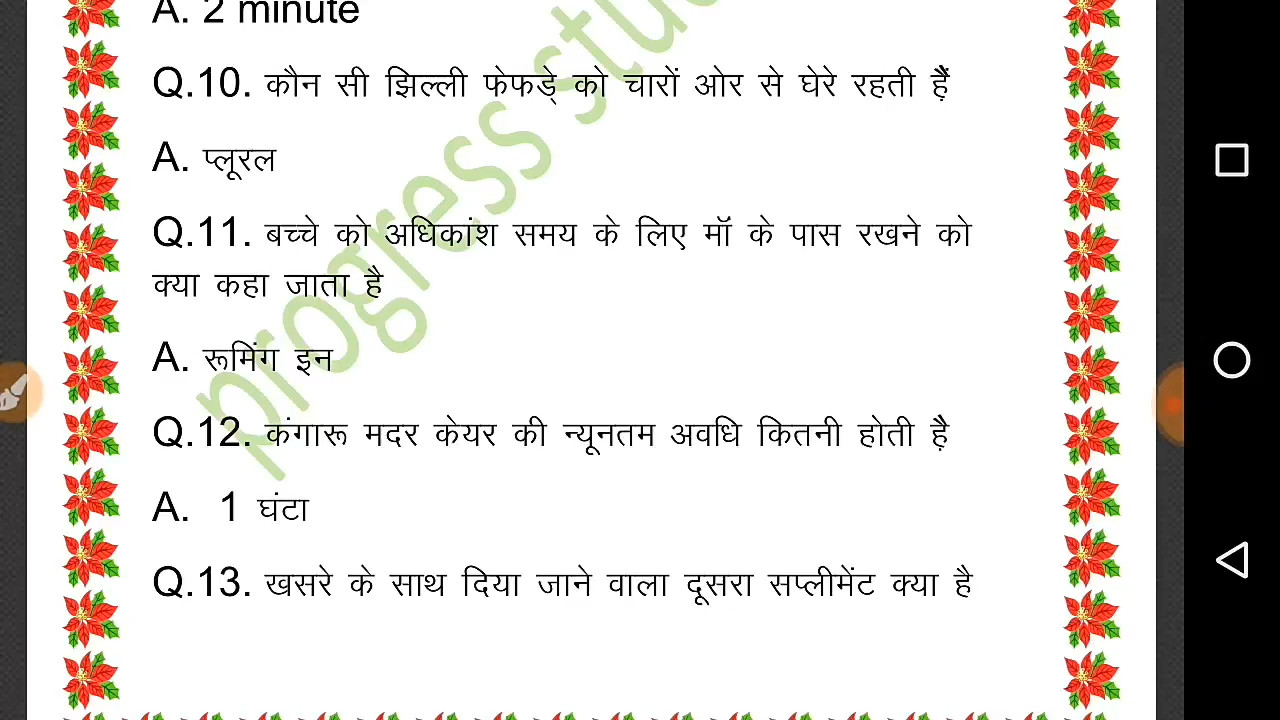 A. 2 minute
Q.10. कौन सी झिल्ली फेफड़े को चारों ओर से घेरे रहती हैं
A. प्लूरल
Q.11. बच्चे को अधिकांश समय के लिए मॉ के पास रखने को
क्या कहा जाता है
A. रूमिंग इन
Q.12. कंगारू मदर केयर की न्यूनतम अवधि कितनी होती है
A. 1 घंटा
Q.13. खसरे के साथ दिया जाने वाला दूसरा सप्लीमेंट क्या है
progress